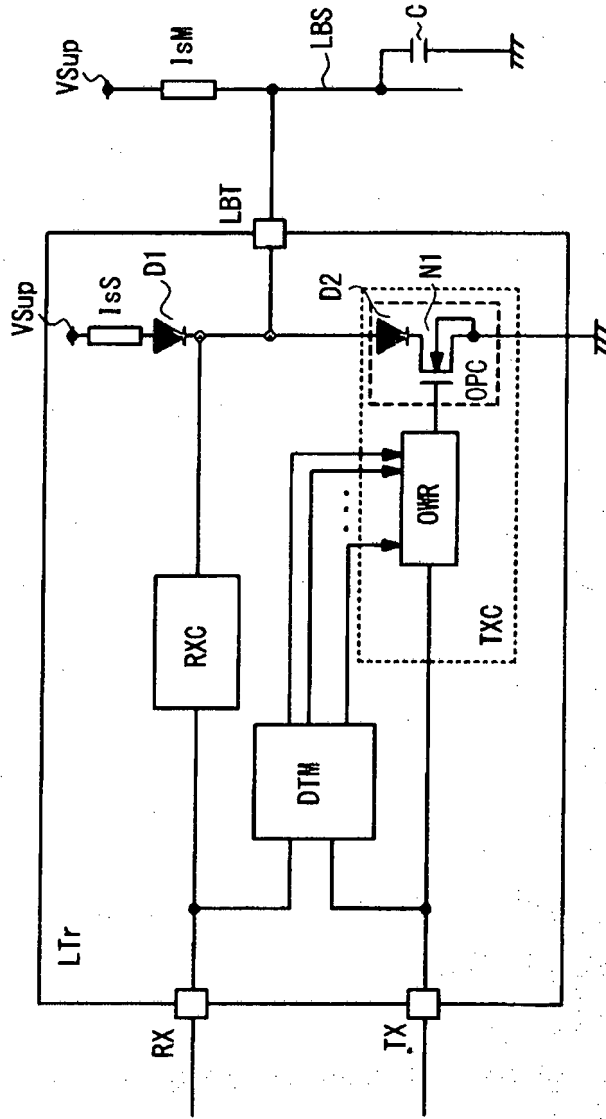 VSup
IsM
LBS
C
LBT
VSup
IsS
D1
D2
N1
OPC
OWR
TXC
RXC
DTM
LTr
RX
TX